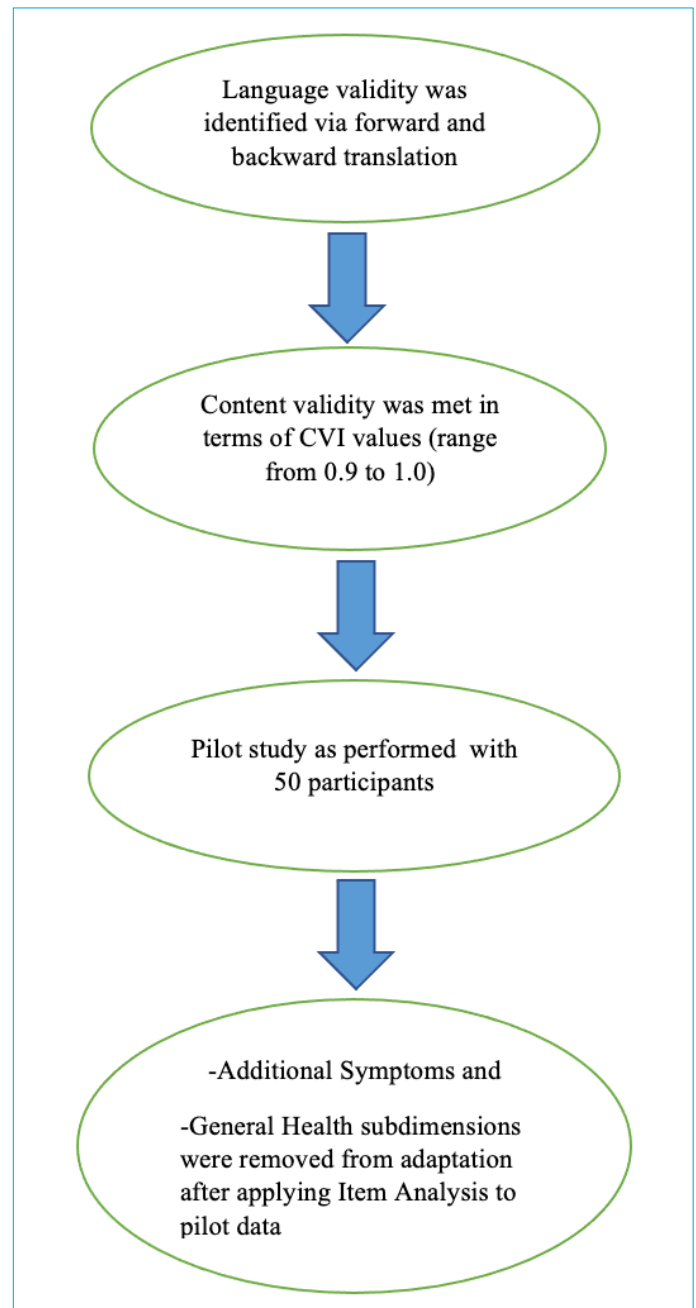 Language validity was
identified via forward and
backward translation
Content validity was met in
terms of CVI values (range
from 0.9 to 1.0)
Pilot study as performed with
50 participants
-Additional Symptoms and
-General Health subdimensions
were removed from adaptation
after applying Item Analysis to
pilot data